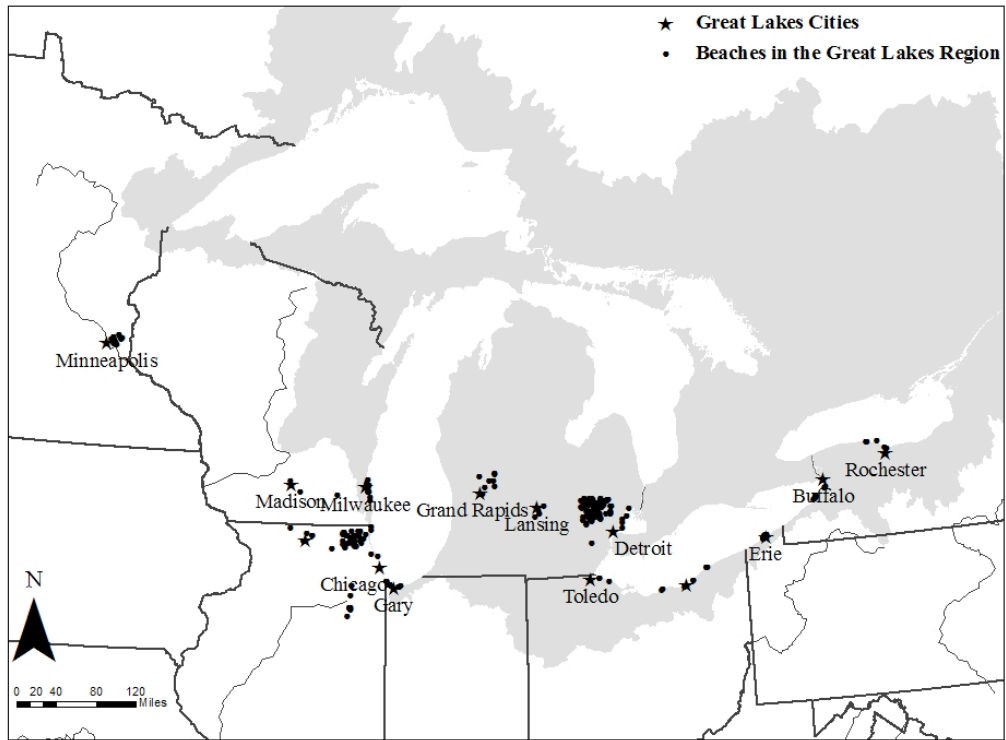 Great Lakes Cities
Beaches in the Great Lakes Region
Minneapolis
Rochester
Madison
Milwaukee
Grand Rapids
Buffalo
Lansing
Detroit
Erie
Chicago
Toledo
Gary
N
0 20 40 80 120
Miles